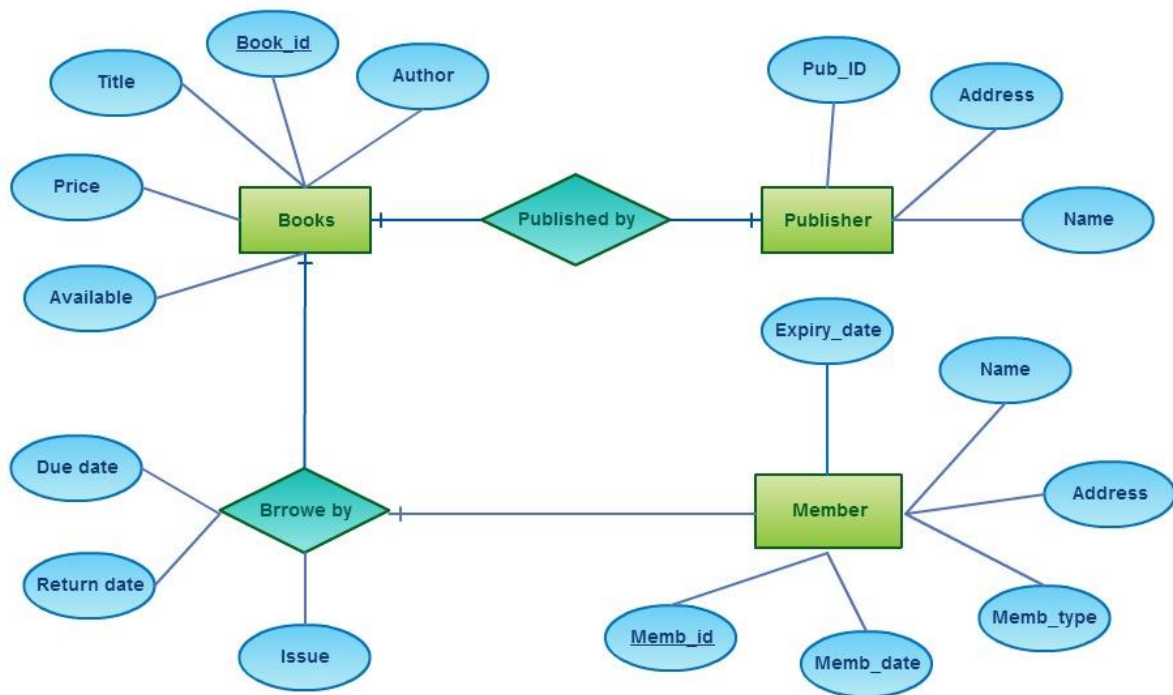 Book_id
Pub_ID
Title
Author
Address
Price
Books
Published by
Publisher
Name
Available
Expiry_date
Name
Due date
Address
Brrowe by
Member
Return date
Memb_type
Memb_id
Issue
Memb_date